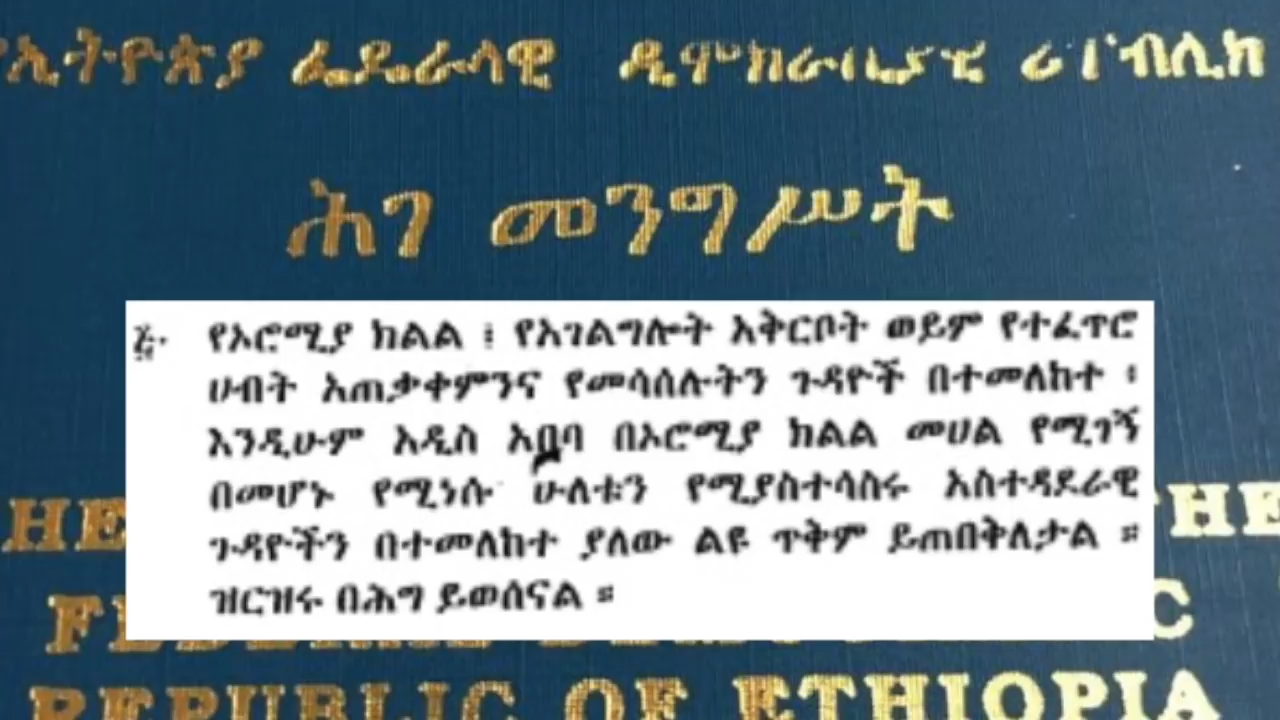 የኢትዮጵያ ፌዴራላዊ ዲሞክራሲያዊ ሪፐብሊክ
ሕገ መንግሥት
፭. የኦሮሚያ ክልል ፤ የአገልግሎት አቅርቦት ወይም የተፈጥሮ
ሀብት አጠቃቀምንና የመሳሰሉትን ጉዳዮች በተመለከተ ፣
እንዲሁም አዲስ አበባ በኦሮሚያ ክልል መሀል የሚገኝ
በመሆኑ የሚነሱ ሁለቱን የሚያስተሳስሩ አስተዳደራዊ
ጉዳዮችን በተመለከተ ያለው ልዩ ጥቅም ይጠበቅለታል ።
ዝርዝሩ በሕግ ይወሰናል ።
REPUBLIC OF ETHIOPIA